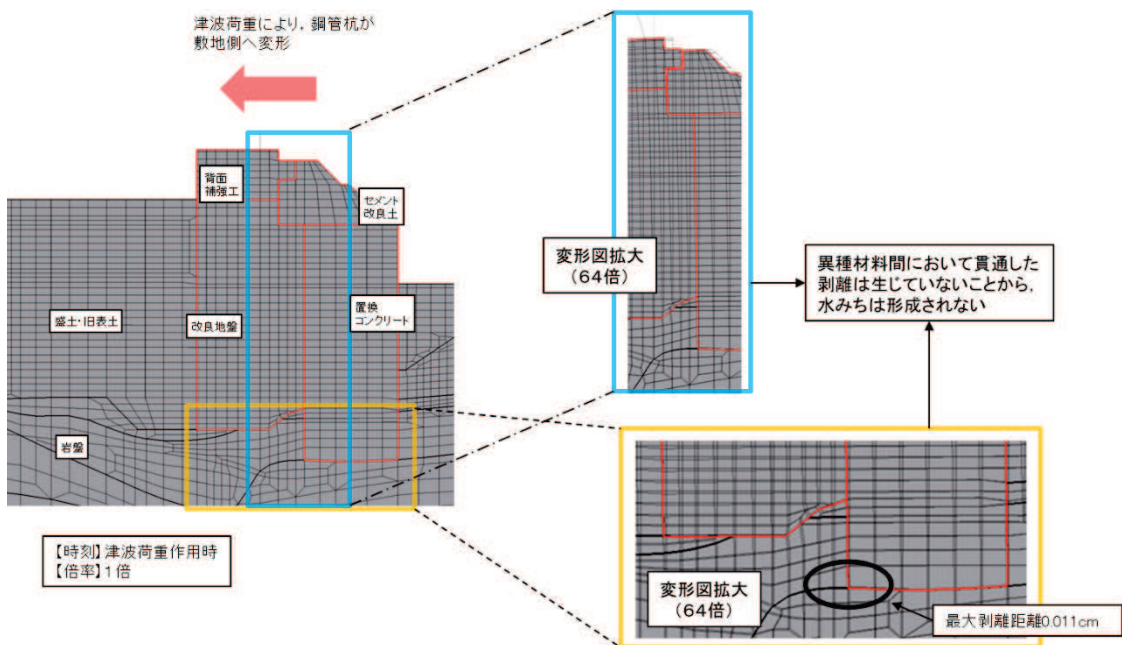 津波荷重により，鋼管杭が
敷地側へ変形
背面
補強工
セメント
改良土
盛土・旧表土
改良地盤
置換
コンクリート
岩盤
【時刻】津波荷重作用時
【倍率】1倍
変形図拡大
（64倍）
異種材料間において貫通した
剥離は生じていないことから，
水みちは形成されない
変形図拡大
（64倍）
最大剥離距離0.011cm